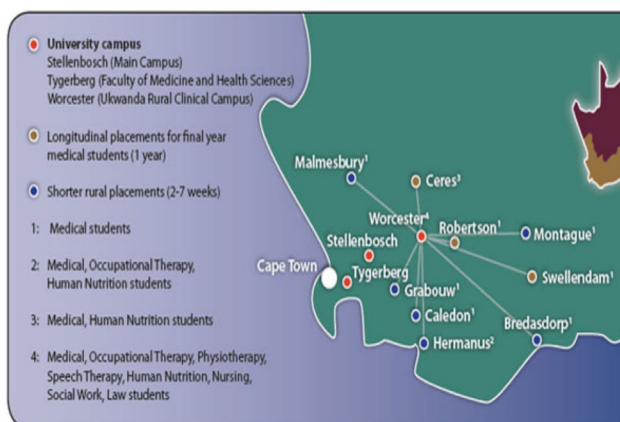 University campus
Stellenbosch (Main Campus)
Tygerberg (Faculty of Medicine and Health Sciences)
Worcester (Ukwanda Rural Clinical Campus)
Longitudinal placements for final year
medical students (1 year)
Shorter rural placements (2-7 weeks)
1: Medical students
2: Medical, Occupational Therapy,
Human Nutrition students
3: Medical, Human Nutrition students
4: Medical, Occupational Therapy, Physiotherapy,
Speech Therapy, Human Nutrition, Nursing,
Social Work, Law students
Malmesbury¹
Ceres³
Worcester⁴
Robertson¹
Montague¹
Stellenbosch
Cape Town
Tygerberg
Swellendam¹
Grabouw¹
Caledon¹
Bredasdorp¹
Hermanus²